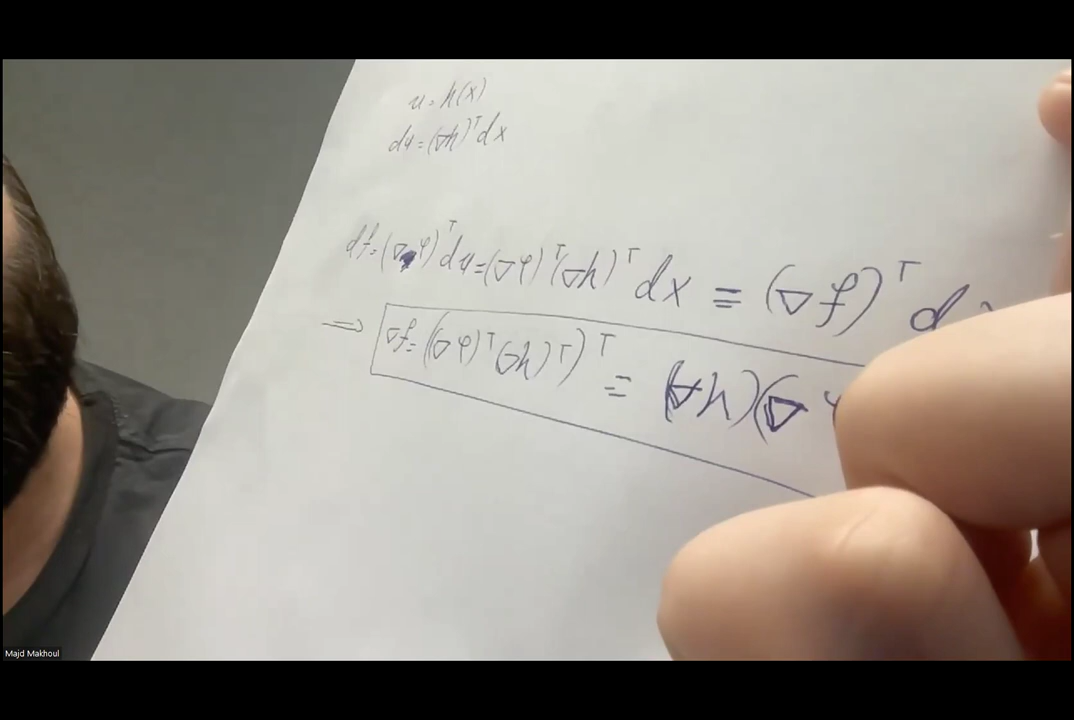 u = h(x)
du = (∇h)ᵀ dx
df = (∇φ)ᵀ du = (∇φ)ᵀ (∇h)ᵀ dx = (∇f)ᵀ d
⇒ ∇f = ((∇φ)ᵀ (∇h)ᵀ)ᵀ = (∇h)(∇φ
Majd Makhoul